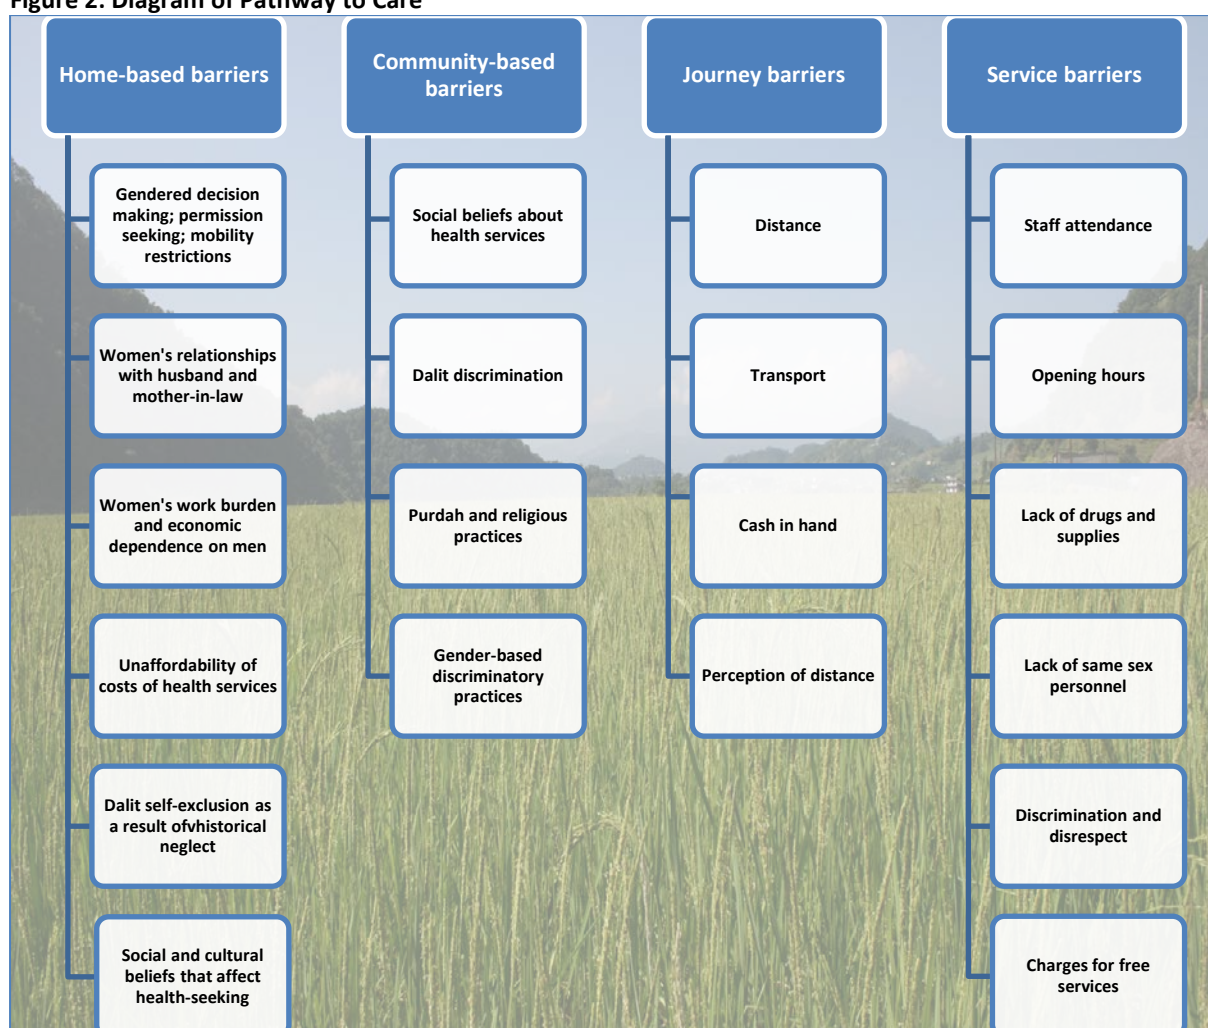 Figure 2: Diagram of Pathway to Care
Home-based barriers
Gendered decision
making; permission
seeking; mobility
restrictions
Women's relationships
with husband and
mother-in-law
Women's work burden
and economic
dependence on men
Unaffordability of
costs of health services
Dalit self-exclusion as
a result ofvhistorical
neglect
Social and cultural
beliefs that affect
health-seeking
Community-based
barriers
Social beliefs about
health services
Dalit discrimination
Purdah and religious
practices
Gender-based
discriminatory
practices
Journey barriers
Distance
Transport
Cash in hand
Perception of distance
Service barriers
Staff attendance
Opening hours
Lack of drugs and
supplies
Lack of same sex
personnel
Discrimination and
disrespect
Charges for free
services